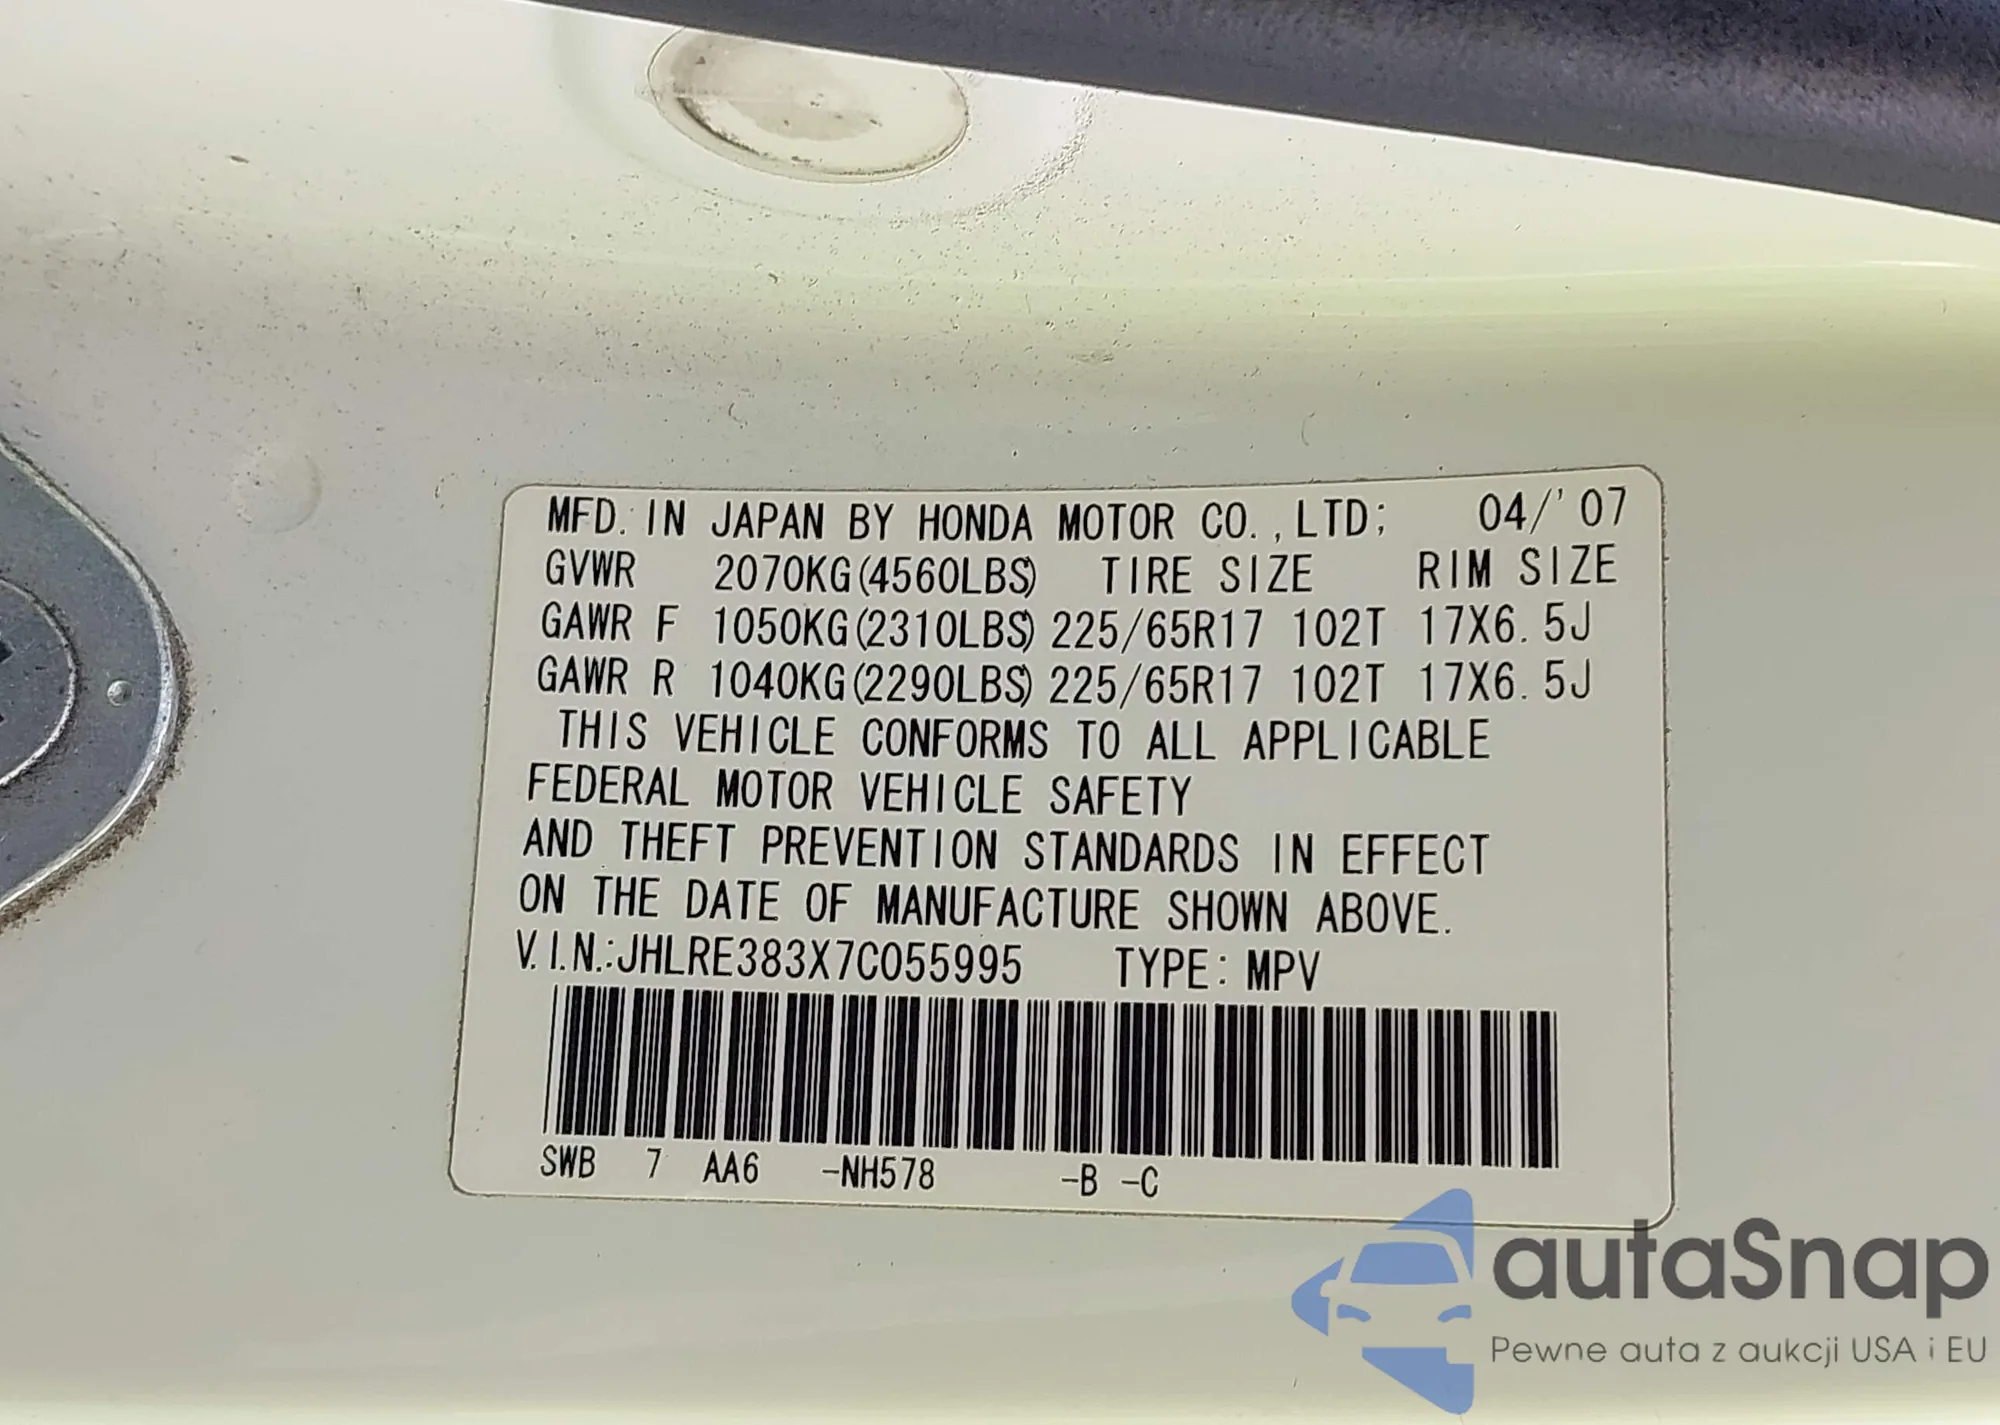 MFD. IN JAPAN BY HONDA MOTOR CO.,LTD; 04/'07
GVWR 2070KG(4560LBS) TIRE SIZE RIM SIZE
GAWR F 1050KG(2310LBS) 225/65R17 102T 17X6.5J
GAWR R 1040KG(2290LBS) 225/65R17 102T 17X6.5J
THIS VEHICLE CONFORMS TO ALL APPLICABLE
FEDERAL MOTOR VEHICLE SAFETY
AND THEFT PREVENTION STANDARDS IN EFFECT
ON THE DATE OF MANUFACTURE SHOWN ABOVE.
V.I.N.:JHLRE383X7C055995 TYPE: MPV
SWB 7 AA6 -NH578 -B -C
autaSnap
Pewne auta z aukcji USA i EU